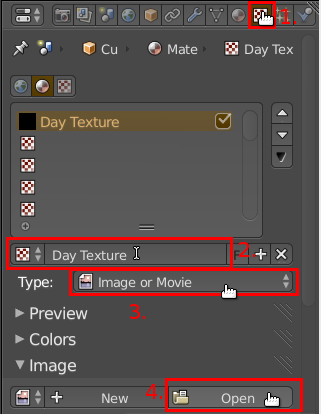 1.
Cu Mate Day Tex
Day Texture
Day Texture F 2.
Type: Image or Movie
3.
Preview
Colors
Image
4.
New Open